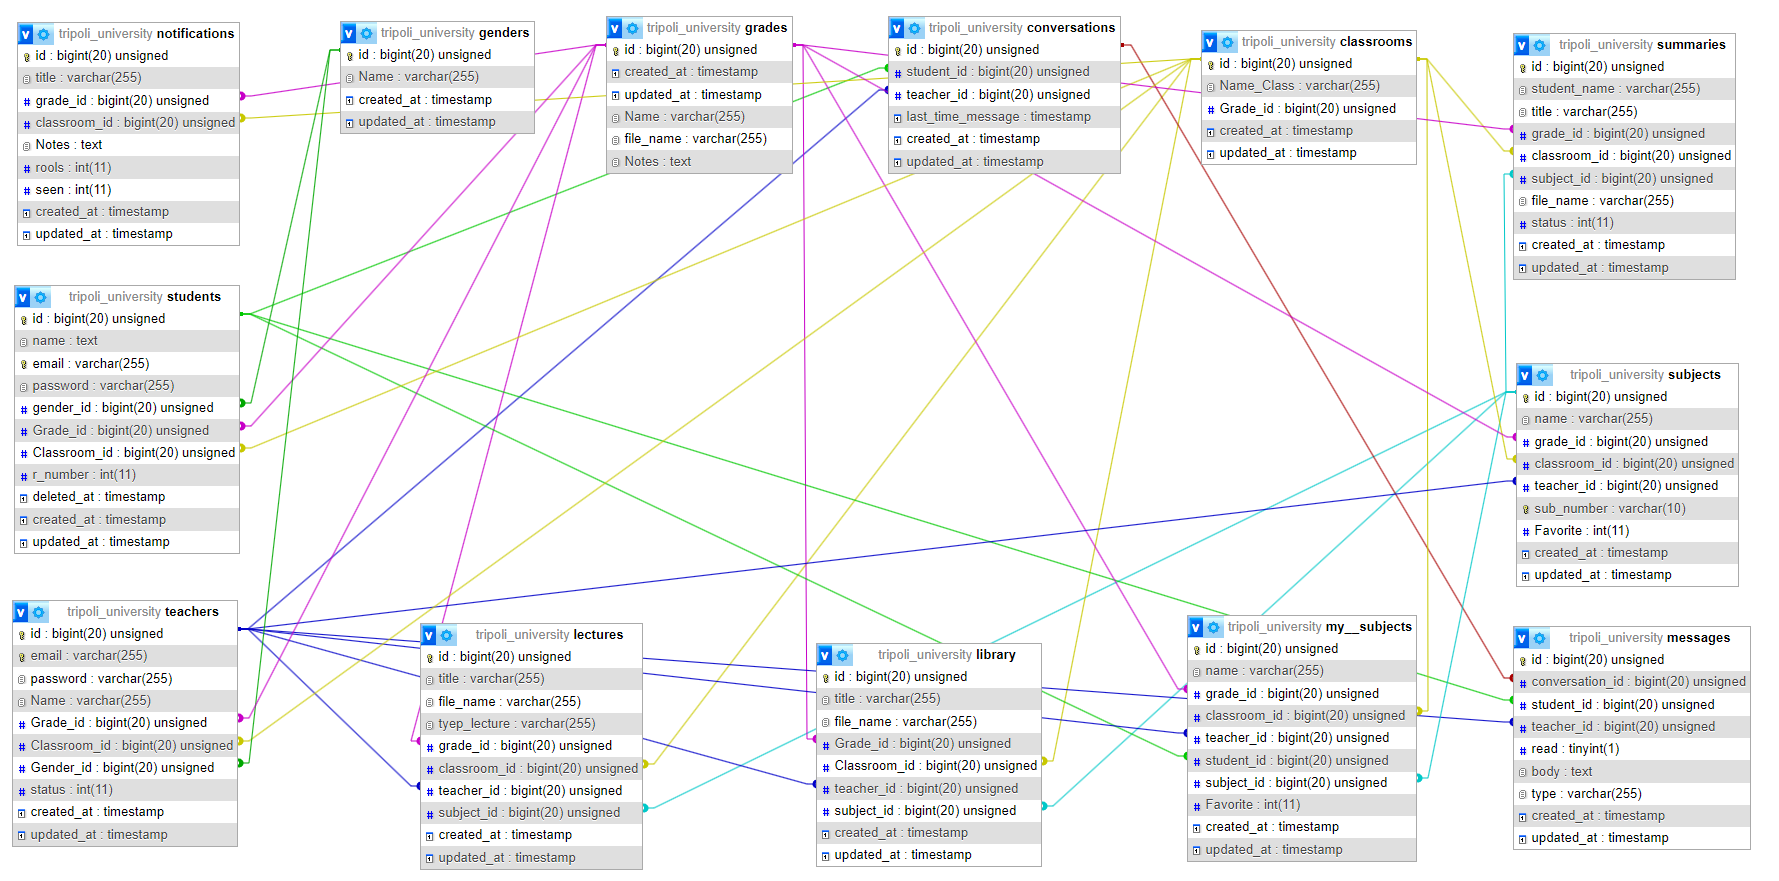 tripoli_university notifications
id : bigint(20) unsigned
title : varchar(255)
grade_id : bigint(20) unsigned
classroom_id : bigint(20) unsigned
Notes : text
rools : int(11)
seen : int(11)
created_at : timestamp
updated_at : timestamp
tripoli_university genders
id : bigint(20) unsigned
Name : varchar(255)
created_at : timestamp
updated_at : timestamp
tripoli_university grades
id : bigint(20) unsigned
created_at : timestamp
updated_at : timestamp
Name : varchar(255)
file_name : varchar(255)
Notes : text
tripoli_university conversations
id : bigint(20) unsigned
student_id : bigint(20) unsigned
teacher_id : bigint(20) unsigned
last_time_message : timestamp
created_at : timestamp
updated_at : timestamp
tripoli_university classrooms
id : bigint(20) unsigned
Name_Class : varchar(255)
Grade_id : bigint(20) unsigned
created_at : timestamp
updated_at : timestamp
tripoli_university summaries
id : bigint(20) unsigned
student_name : varchar(255)
title : varchar(255)
grade_id : bigint(20) unsigned
classroom_id : bigint(20) unsigned
subject_id : bigint(20) unsigned
file_name : varchar(255)
status : int(11)
created_at : timestamp
updated_at : timestamp
tripoli_university students
id : bigint(20) unsigned
name : text
email : varchar(255)
password : varchar(255)
gender_id : bigint(20) unsigned
Grade_id : bigint(20) unsigned
Classroom_id : bigint(20) unsigned
r_number : int(11)
deleted_at : timestamp
created_at : timestamp
updated_at : timestamp
tripoli_university subjects
id : bigint(20) unsigned
name : varchar(255)
grade_id : bigint(20) unsigned
classroom_id : bigint(20) unsigned
teacher_id : bigint(20) unsigned
sub_number : varchar(10)
Favorite : int(11)
created_at : timestamp
updated_at : timestamp
tripoli_university teachers
id : bigint(20) unsigned
email : varchar(255)
password : varchar(255)
Name : varchar(255)
Grade_id : bigint(20) unsigned
Classroom_id : bigint(20) unsigned
Gender_id : bigint(20) unsigned
status : int(11)
created_at : timestamp
updated_at : timestamp
tripoli_university lectures
id : bigint(20) unsigned
title : varchar(255)
file_name : varchar(255)
tyep_lecture : varchar(255)
grade_id : bigint(20) unsigned
classroom_id : bigint(20) unsigned
teacher_id : bigint(20) unsigned
subject_id : bigint(20) unsigned
created_at : timestamp
updated_at : timestamp
tripoli_university library
id : bigint(20) unsigned
title : varchar(255)
file_name : varchar(255)
Grade_id : bigint(20) unsigned
Classroom_id : bigint(20) unsigned
teacher_id : bigint(20) unsigned
subject_id : bigint(20) unsigned
created_at : timestamp
updated_at : timestamp
tripoli_university my__subjects
id : bigint(20) unsigned
name : varchar(255)
grade_id : bigint(20) unsigned
classroom_id : bigint(20) unsigned
teacher_id : bigint(20) unsigned
student_id : bigint(20) unsigned
subject_id : bigint(20) unsigned
Favorite : int(11)
created_at : timestamp
updated_at : timestamp
tripoli_university messages
id : bigint(20) unsigned
conversation_id : bigint(20) unsigned
student_id : bigint(20) unsigned
teacher_id : bigint(20) unsigned
read : tinyint(1)
body : text
type : varchar(255)
created_at : timestamp
updated_at : timestamp